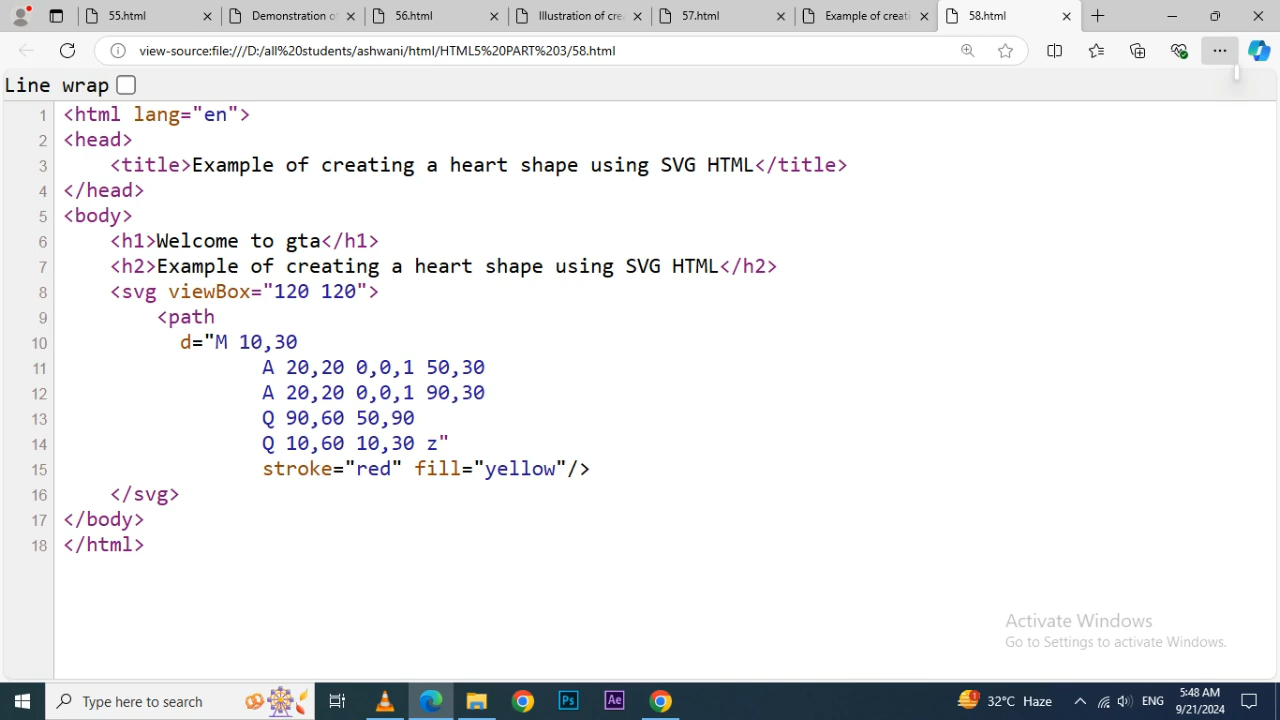 55.html
Demonstration of
56.html
Illustration of cre
57.html
Example of creati
58.html
view-source:file:///D:/all%20students/ashwani/html/HTML5%20PART%203/58.html
Line wrap
1 <html lang="en">
2 <head>
3 <title>Example of creating a heart shape using SVG HTML</title>
4 </head>
5 <body>
6 <h1>Welcome to gta</h1>
7 <h2>Example of creating a heart shape using SVG HTML</h2>
8 <svg viewBox="120 120">
9 <path
10 d="M 10,30
11 A 20,20 0,0,1 50,30
12 A 20,20 0,0,1 90,30
13 Q 90,60 50,90
14 Q 10,60 10,30 z"
15 stroke="red" fill="yellow"/>
16 </svg>
17 </body>
18 </html>
Activate Windows
Go to Settings to activate Windows.
Type here to search
Ps
Ae
1
32°C Haze
ENG
5:48 AM
9/21/2024